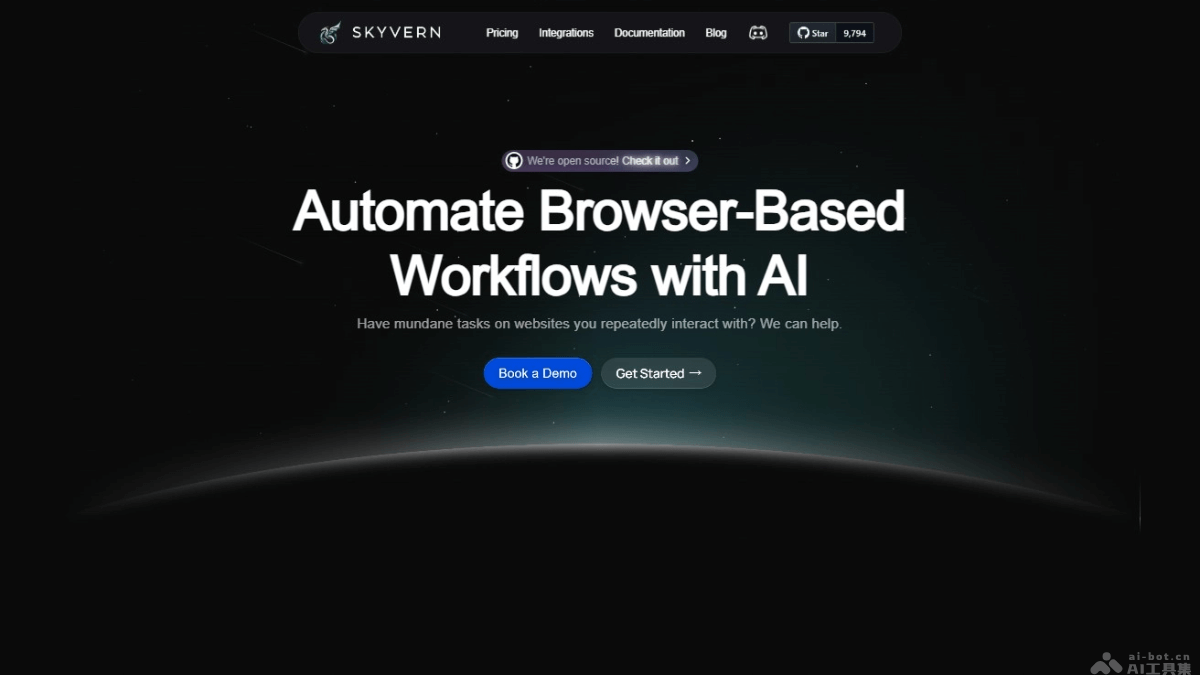 SKYVERN
Pricing
Integrations
Documentation
Blog
Star
9,794
We're open source! Check it out
Automate Browser-Based
Workflows with AI
Have mundane tasks on websites you repeatedly interact with? We can help.
Book a Demo
Get Started →
ai-bot.cn
AI工具集